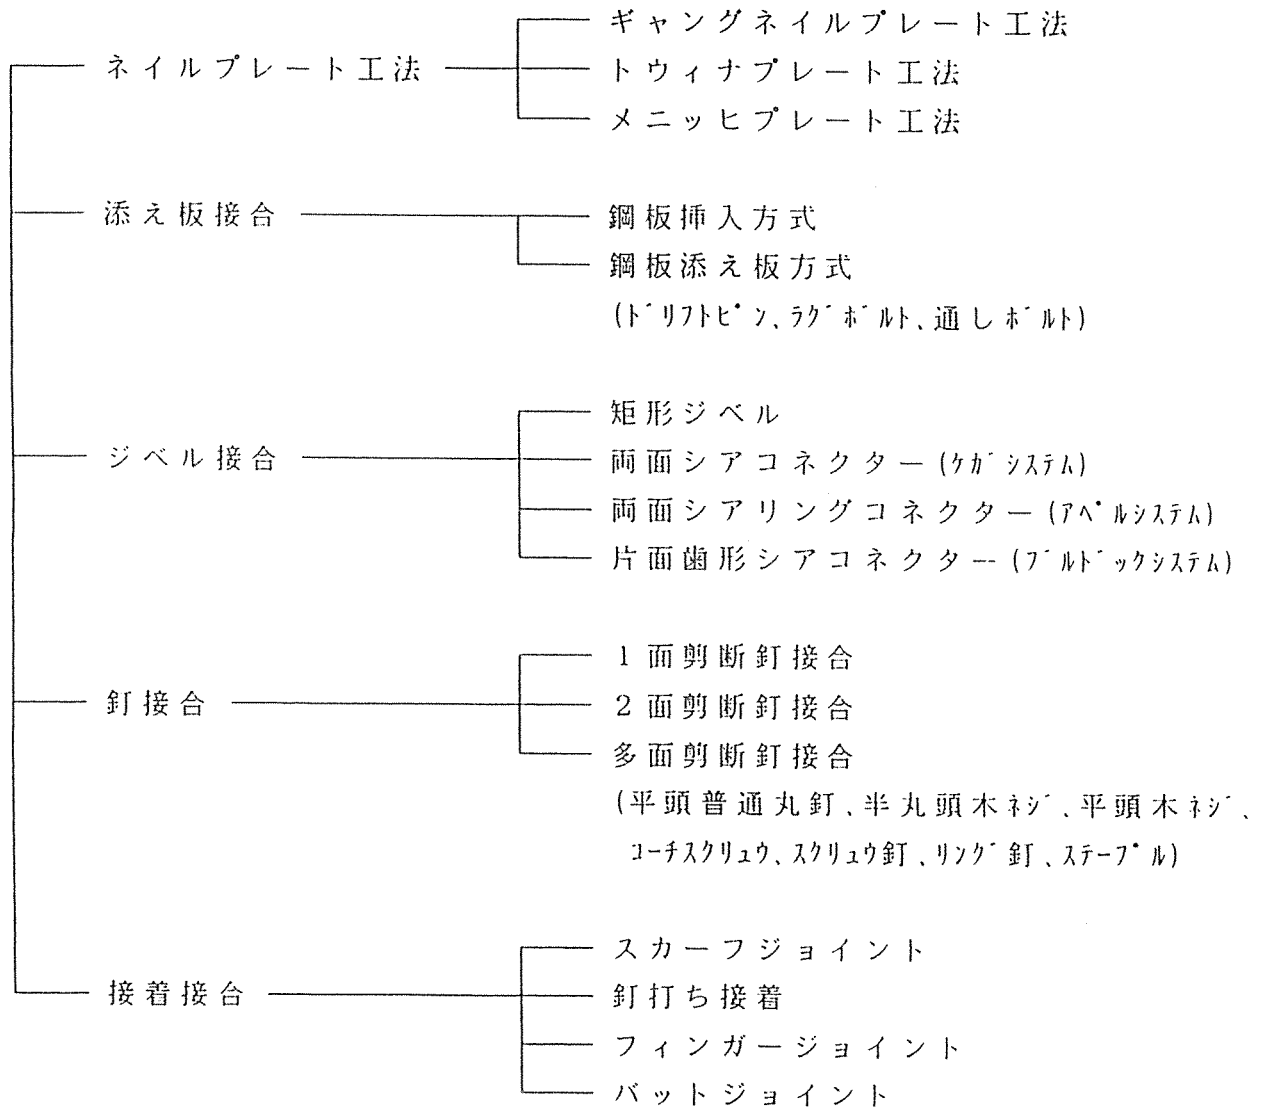 ネイルプレート工法
ギャングネイルプレート工法
トウィナプレート工法
メニッヒプレート工法
添え板接合
鋼板挿入方式
鋼板添え板方式
(ﾄﾞﾘﾌﾄﾋﾟﾝ、ﾗｸﾞﾎﾞﾙﾄ、通しﾎﾞﾙﾄ)
ジベル接合
矩形ジベル
両面シアコネクター(ｹｶﾞｼｽﾃﾑ)
両面シアリングコネクター(ｱﾍﾟﾙｼｽﾃﾑ)
片面歯形シアコネクター(ﾌﾞﾙﾄﾞｯｸｼｽﾃﾑ)
釘接合
1面剪断釘接合
2面剪断釘接合
多面剪断釘接合
(平頭普通丸釘、半丸頭木ﾈｼﾞ、平頭木ﾈｼﾞ、
ｺｰﾁｽｸﾘｭｳ、ｽｸﾘｭｳ釘、ﾘﾝｸﾞ釘、ｽﾃｰﾌﾟﾙ)
接着接合
スカーフジョイント
釘打ち接着
フィンガージョイント
バットジョイント